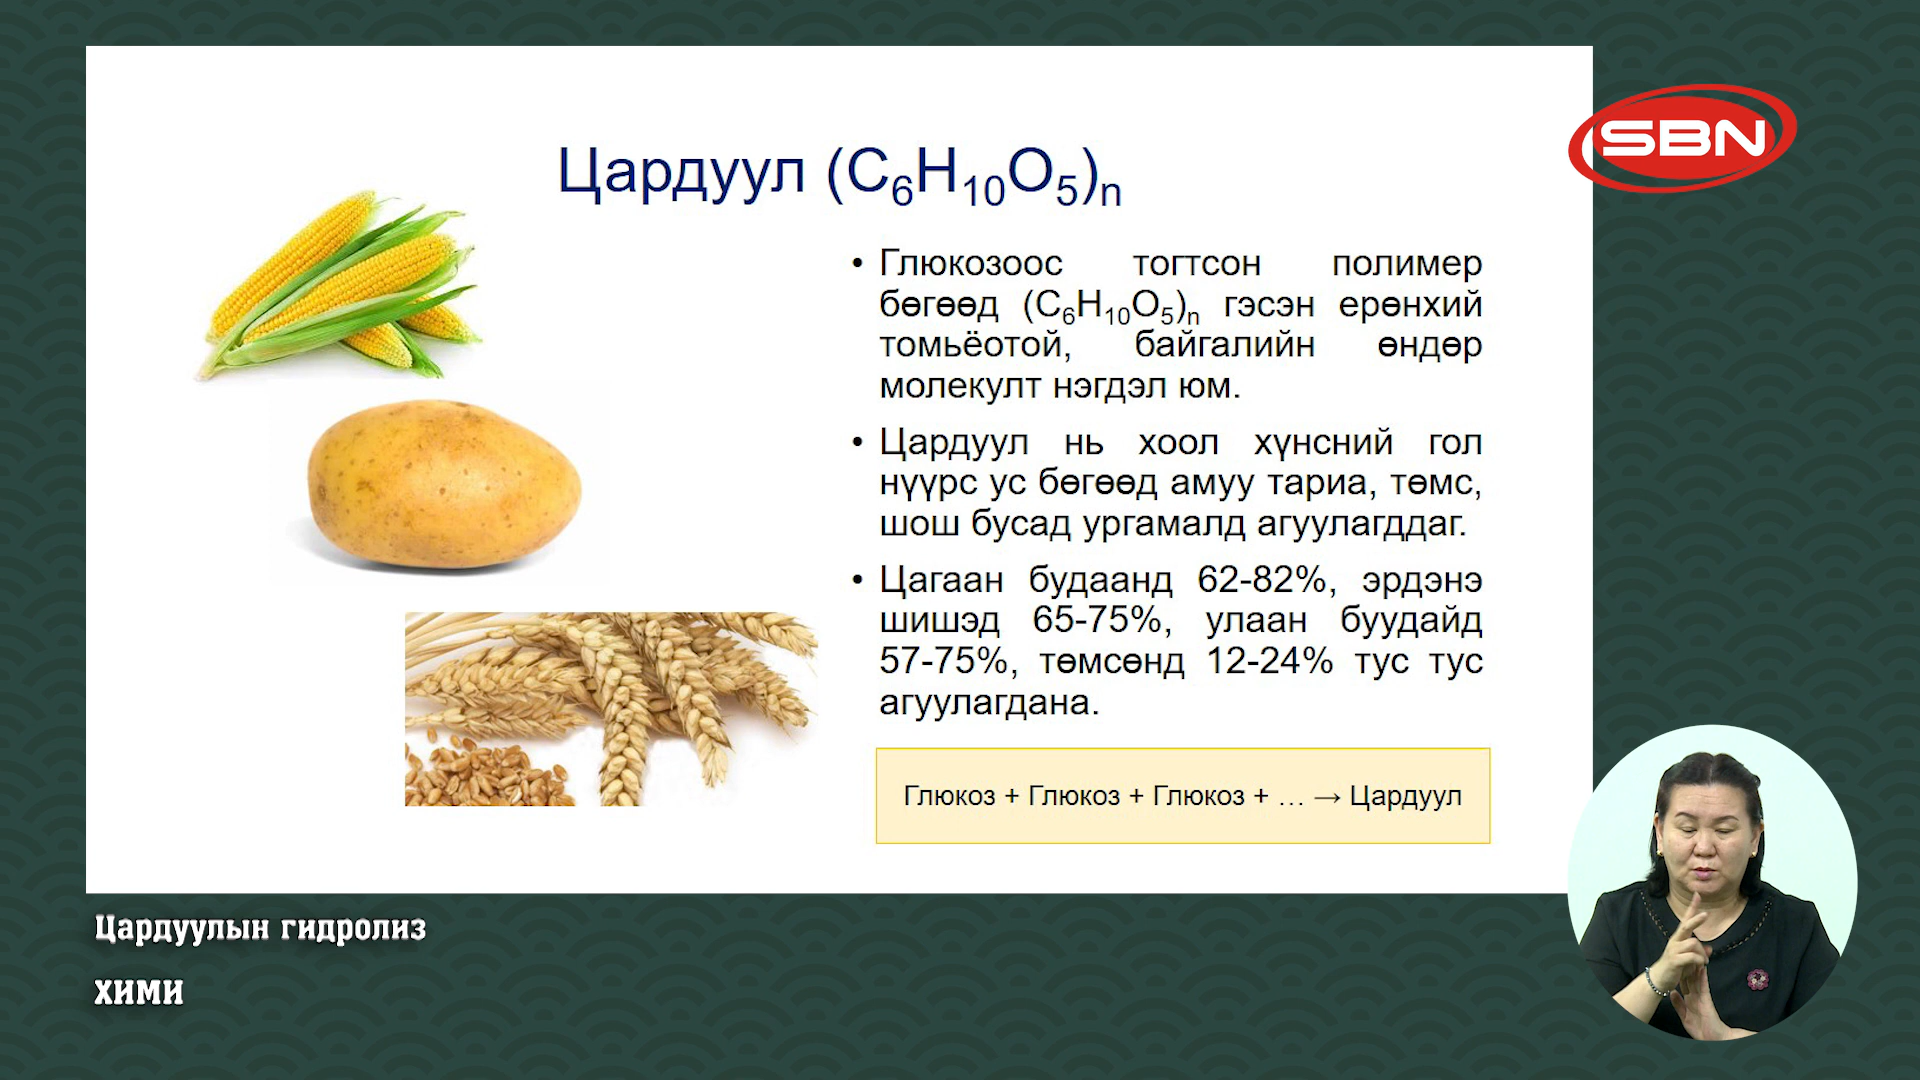 SBN
Цардуул (C₆H₁₀O₅)ₙ
• Глюкозоос тогтсон полимер
бөгөөд (C₆H₁₀O₅)ₙ гэсэн ерөнхий
томьёотой, байгалийн өндөр
молекулт нэгдэл юм.
• Цардуул нь хоол хүнсний гол
нүүрс ус бөгөөд амуу тариа, төмс,
шош бусад ургамалд агуулагддаг.
• Цагаан будаанд 62-82%, эрдэнэ
шишэд 65-75%, улаан буудайд
57-75%, төмсөнд 12-24% тус тус
агуулагдана.
Глюкоз + Глюкоз + Глюкоз + … → Цардуул
Цардуулын гидролиз
ХИМИ